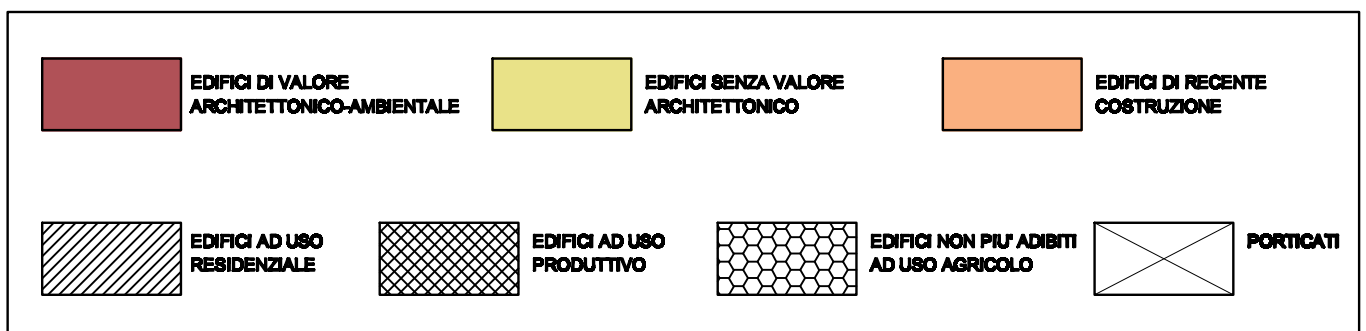 EDIFICI DI VALORE
ARCHITETTONICO-AMBIENTALE
EDIFICI SENZA VALORE
ARCHITETTONICO
EDIFICI DI RECENTE
COSTRUZIONE
EDIFICI AD USO
RESIDENZIALE
EDIFICI AD USO
PRODUTTIVO
EDIFICI NON PIU' ADIBITI
AD USO AGRICOLO
PORTICATI